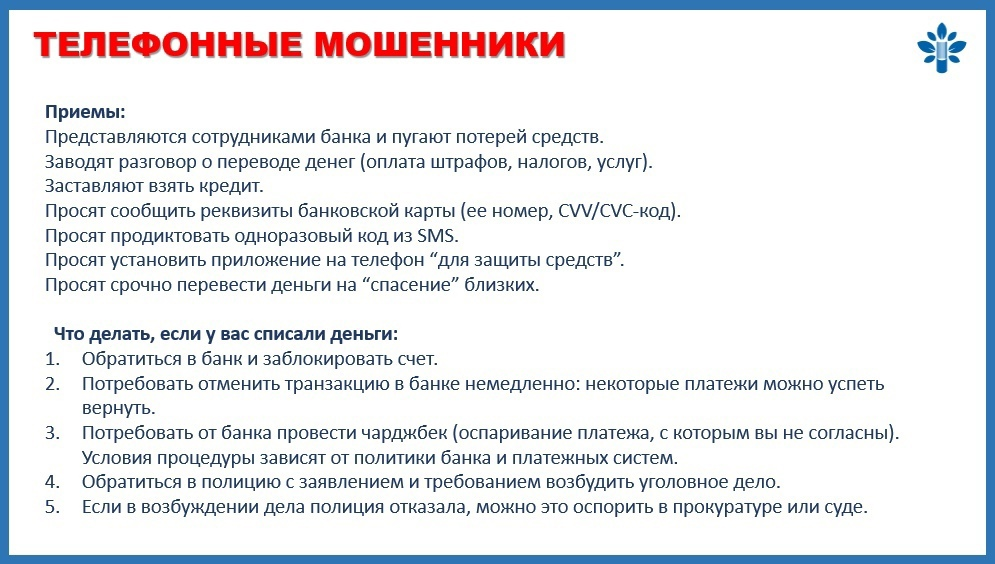 ТЕЛЕФОННЫЕ МОШЕННИКИ
Приемы:
Представляются сотрудниками банка и пугают потерей средств.
Заводят разговор о переводе денег (оплата штрафов, налогов, услуг).
Заставляют взять кредит.
Просят сообщить реквизиты банковской карты (ее номер, CVV/CVC-код).
Просят продиктовать одноразовый код из SMS.
Просят установить приложение на телефон “для защиты средств”.
Просят срочно перевести деньги на “спасение” близких.
Что делать, если у вас списали деньги:
1. Обратиться в банк и заблокировать счет.
2. Потребовать отменить транзакцию в банке немедленно: некоторые платежи можно успеть
вернуть.
3. Потребовать от банка провести чарджбек (оспаривание платежа, с которым вы не согласны).
Условия процедуры зависят от политики банка и платежных систем.
4. Обратиться в полицию с заявлением и требованием возбудить уголовное дело.
5. Если в возбуждении дела полиция отказала, можно это оспорить в прокуратуре или суде.